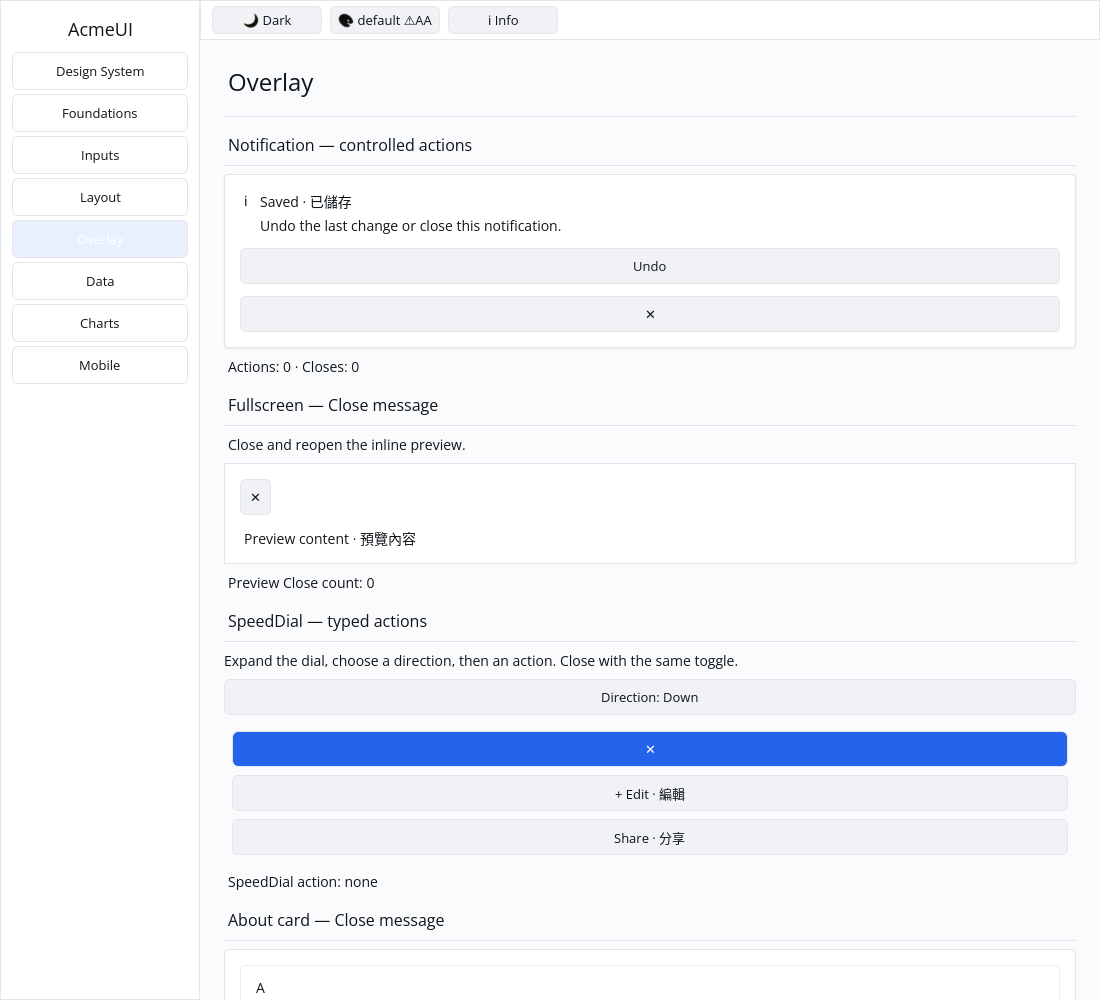 AcmeUI
Design System
Foundations
Inputs
Layout
Overlay
Data
Charts
Mobile
🌙 Dark
default ⚠AA
i Info
Overlay
Notification — controlled actions
i Saved · 已儲存
Undo the last change or close this notification.
Undo
✕
Actions: 0 · Closes: 0
Fullscreen — Close message
Close and reopen the inline preview.
✕
Preview content · 預覽內容
Preview Close count: 0
SpeedDial — typed actions
Expand the dial, choose a direction, then an action. Close with the same toggle.
Direction: Down
✕
+ Edit · 編輯
Share · 分享
SpeedDial action: none
About card — Close message
A